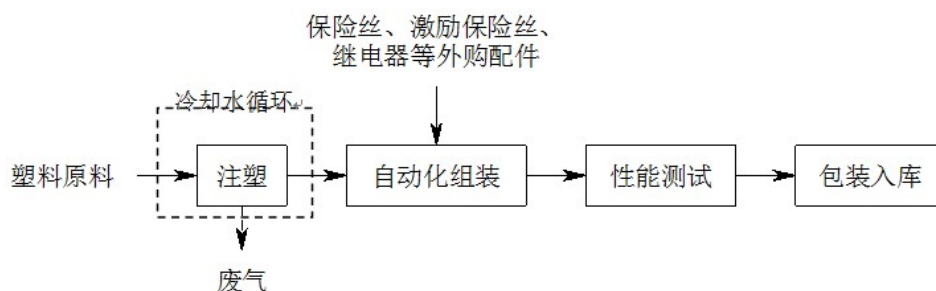 保险丝、激励保险丝、
继电器等外购配件
冷却水循环
塑料原料
注塑
自动化组装
性能测试
包装入库
废气